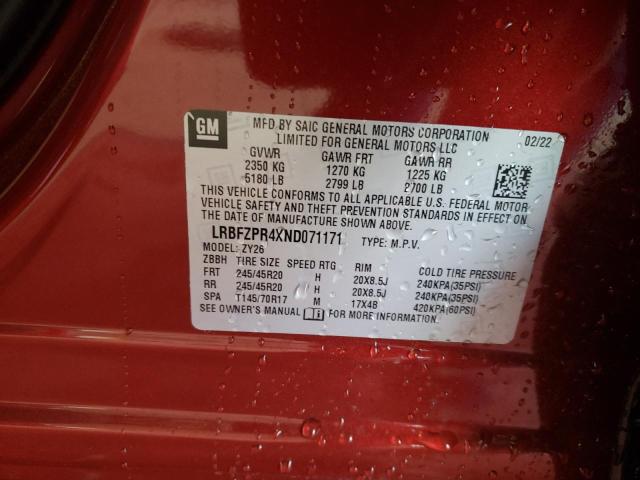 GM
MFD BY SAIC GENERAL MOTORS CORPORATION 02/22
LIMITED FOR GENERAL MOTORS LLC
GVWR GAWR FRT GAWR RR
2350 KG 1270 KG 1225 KG
5180 LB 2799 LB 2700 LB
THIS VEHICLE CONFORMS TO ALL APPLICABLE U.S. FEDERAL MOTOR
VEHICLE SAFETY AND THEFT PREVENTION STANDARDS IN EFFECT ON
THE DATE OF MANUFACTURE SHOWN ABOVE.
LRBFZPR4XND071171 TYPE: M.P.V.
MODEL: ZY26
ZBBH TIRE SIZE SPEED RTG RIM COLD TIRE PRESSURE
FRT 245/45R20 H 20X8.5J 240KPA(35PSI)
RR 245/45R20 H 20X8.5J 240KPA(35PSI)
SPA T145/70R17 M 17X4B 420KPA(60PSI)
SEE OWNER'S MANUAL FOR MORE INFORMATION.